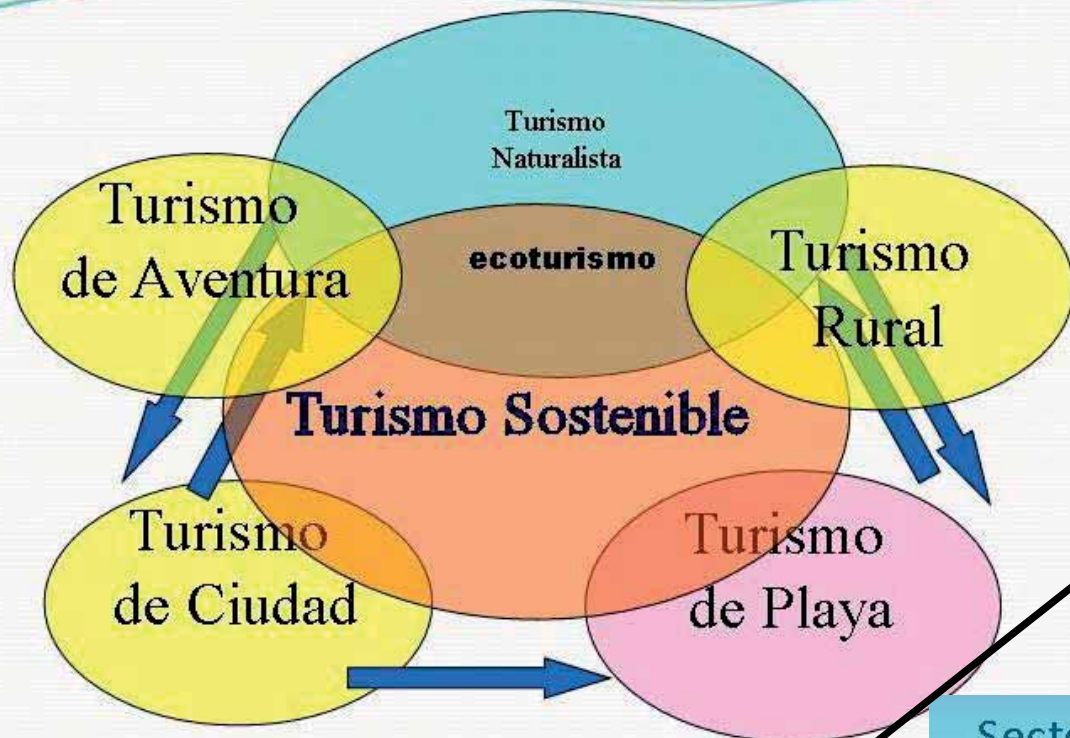 Turismo
Naturalista
Turismo
de Aventura
ecoturismo
Turismo
Rural
Turismo Sostenible
Turismo
de Ciudad
Turismo
de Playa